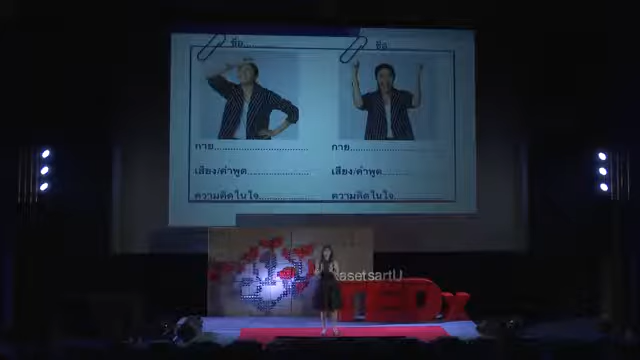 ชื่อ...
ชื่อ
กาย..............................
กาย..............................
เสียง/คำพูด....................
เสียง/คำพูด....................
ความคิดในใจ.................
ความคิดในใจ.................
KasetsartU
TEDx